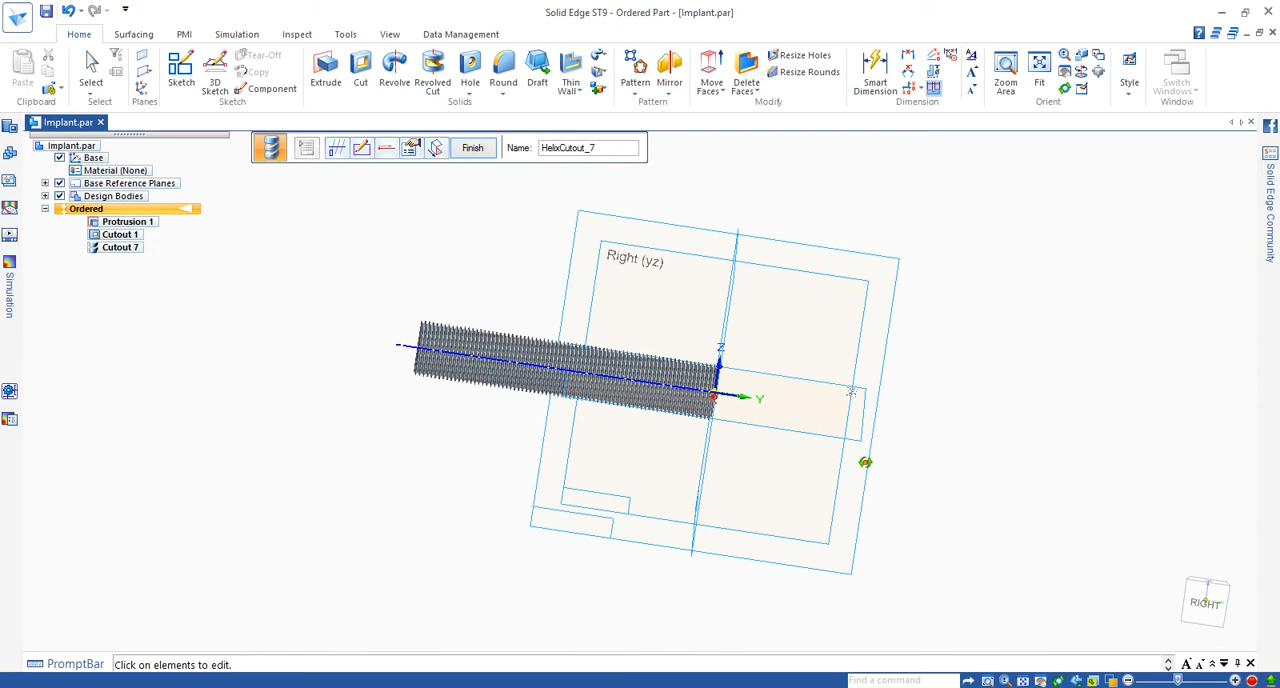 Solid Edge ST9 - Ordered Part - [Implant.par]
Home Surfacing PMI Simulation Inspect Tools View Data Management
Paste
Clipboard
Select
Select
Planes
Sketch
3D Sketch
Tear-Off
Copy
Component
Sketch
Extrude
Cut
Revolve
Revolved Cut
Hole
Round
Draft
Thin Wall
Solids
Pattern
Mirror
Pattern
Move Faces
Delete Faces
Resize Holes
Resize Rounds
Modify
Smart Dimension
Dimension
Zoom Area
Fit
Orient
Style
Style
Switch Windows
Window
Implant.par
Finish
Name: HelixCutout_7
Implant.par
Base
Material (None)
Base Reference Planes
Design Bodies
Ordered
Protrusion 1
Cutout 1
Cutout 7
Simulation
Solid Edge Community
Right (yz)
Z
Y
RIGHT
PromptBar
Click on elements to edit.
Find a command